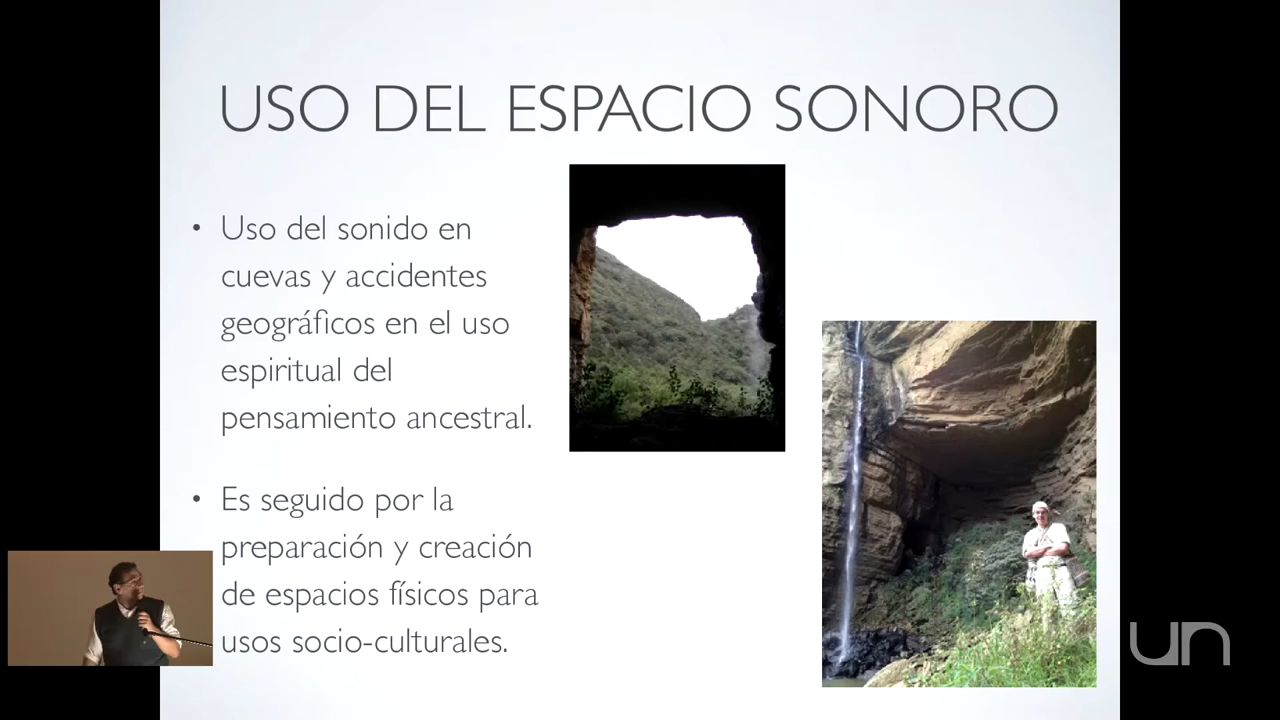 USO DEL ESPACIO SONORO
• Uso del sonido en
cuevas y accidentes
geográficos en el uso
espiritual del
pensamiento ancestral.
• Es seguido por la
preparación y creación
de espacios físicos para
usos socio-culturales.
un